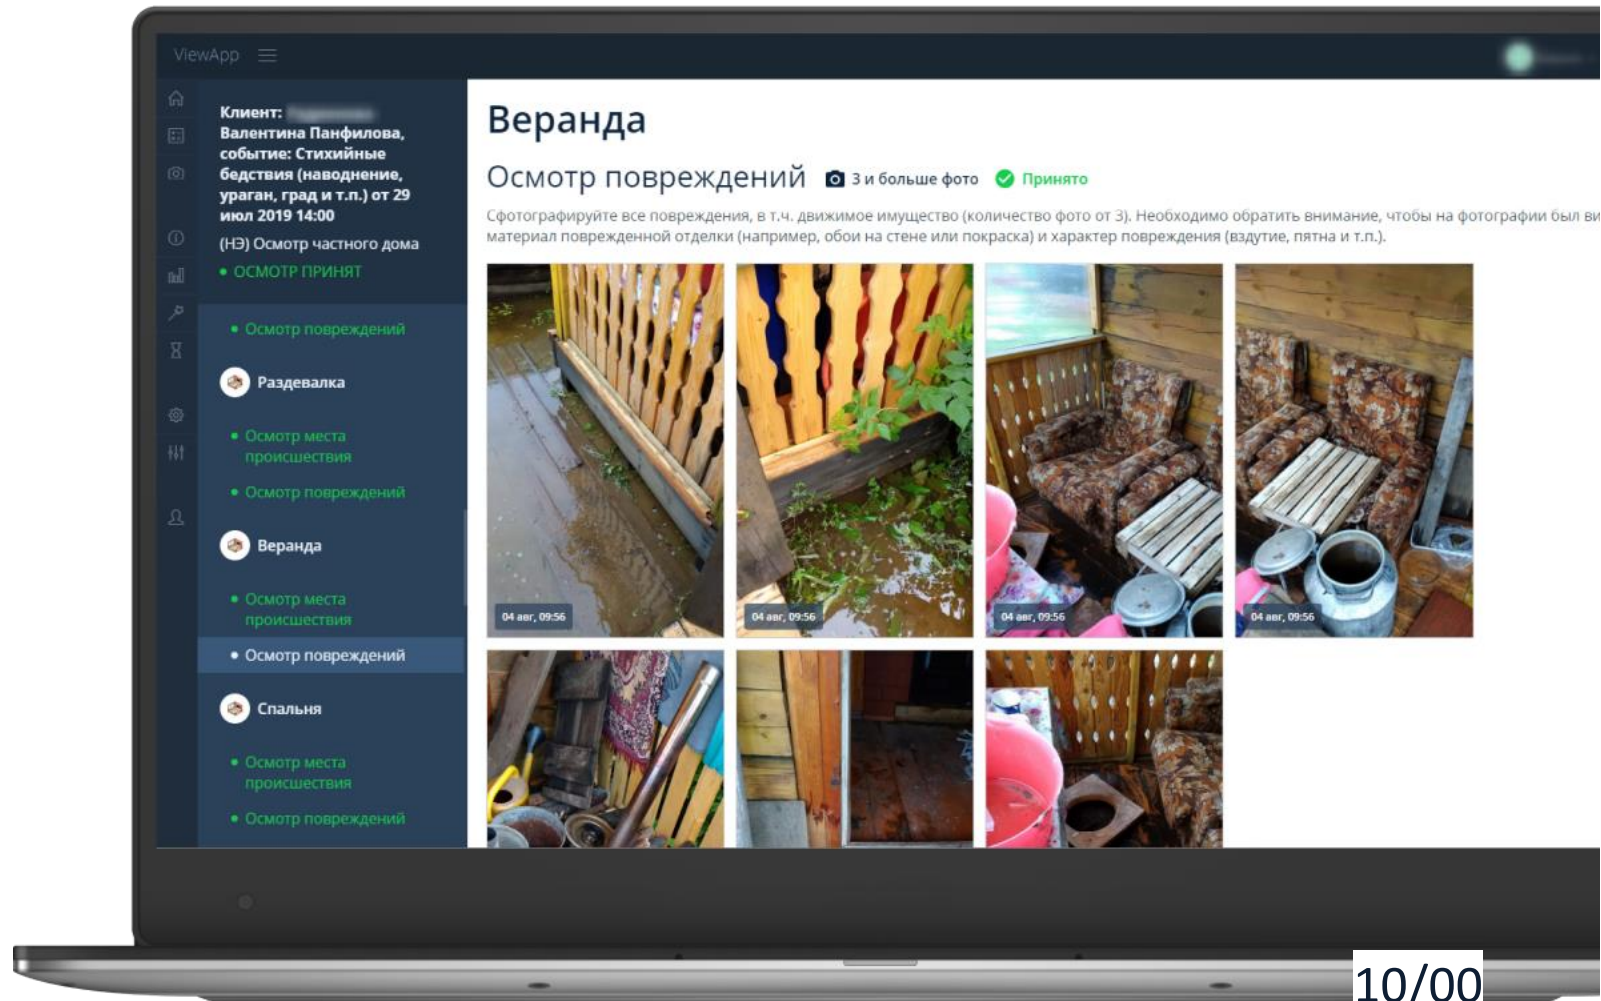 ViewApp
Клиент:
Валентина Панфилова,
событие: Стихийные
бедствия (наводнение,
ураган, град и т.п.) от 29
июл 2019 14:00
(НЭ) Осмотр частного дома
• ОСМОТР ПРИНЯТ
• Осмотр повреждений
Раздевалка
• Осмотр места
происшествия
• Осмотр повреждений
Веранда
• Осмотр места
происшествия
• Осмотр повреждений
Спальня
• Осмотр места
происшествия
• Осмотр повреждений
Веранда
Осмотр повреждений 3 и больше фото Принято
Сфотографируйте все повреждения, в т.ч. движимое имущество (количество фото от 3). Необходимо обратить внимание, чтобы на фотографии был ви
материал поврежденной отделки (например, обои на стене или покраска) и характер повреждения (вздутие, пятна и т.п.).
04 авг, 09:56
04 авг, 09:56
04 авг, 09:56
04 авг, 09:56
10/00